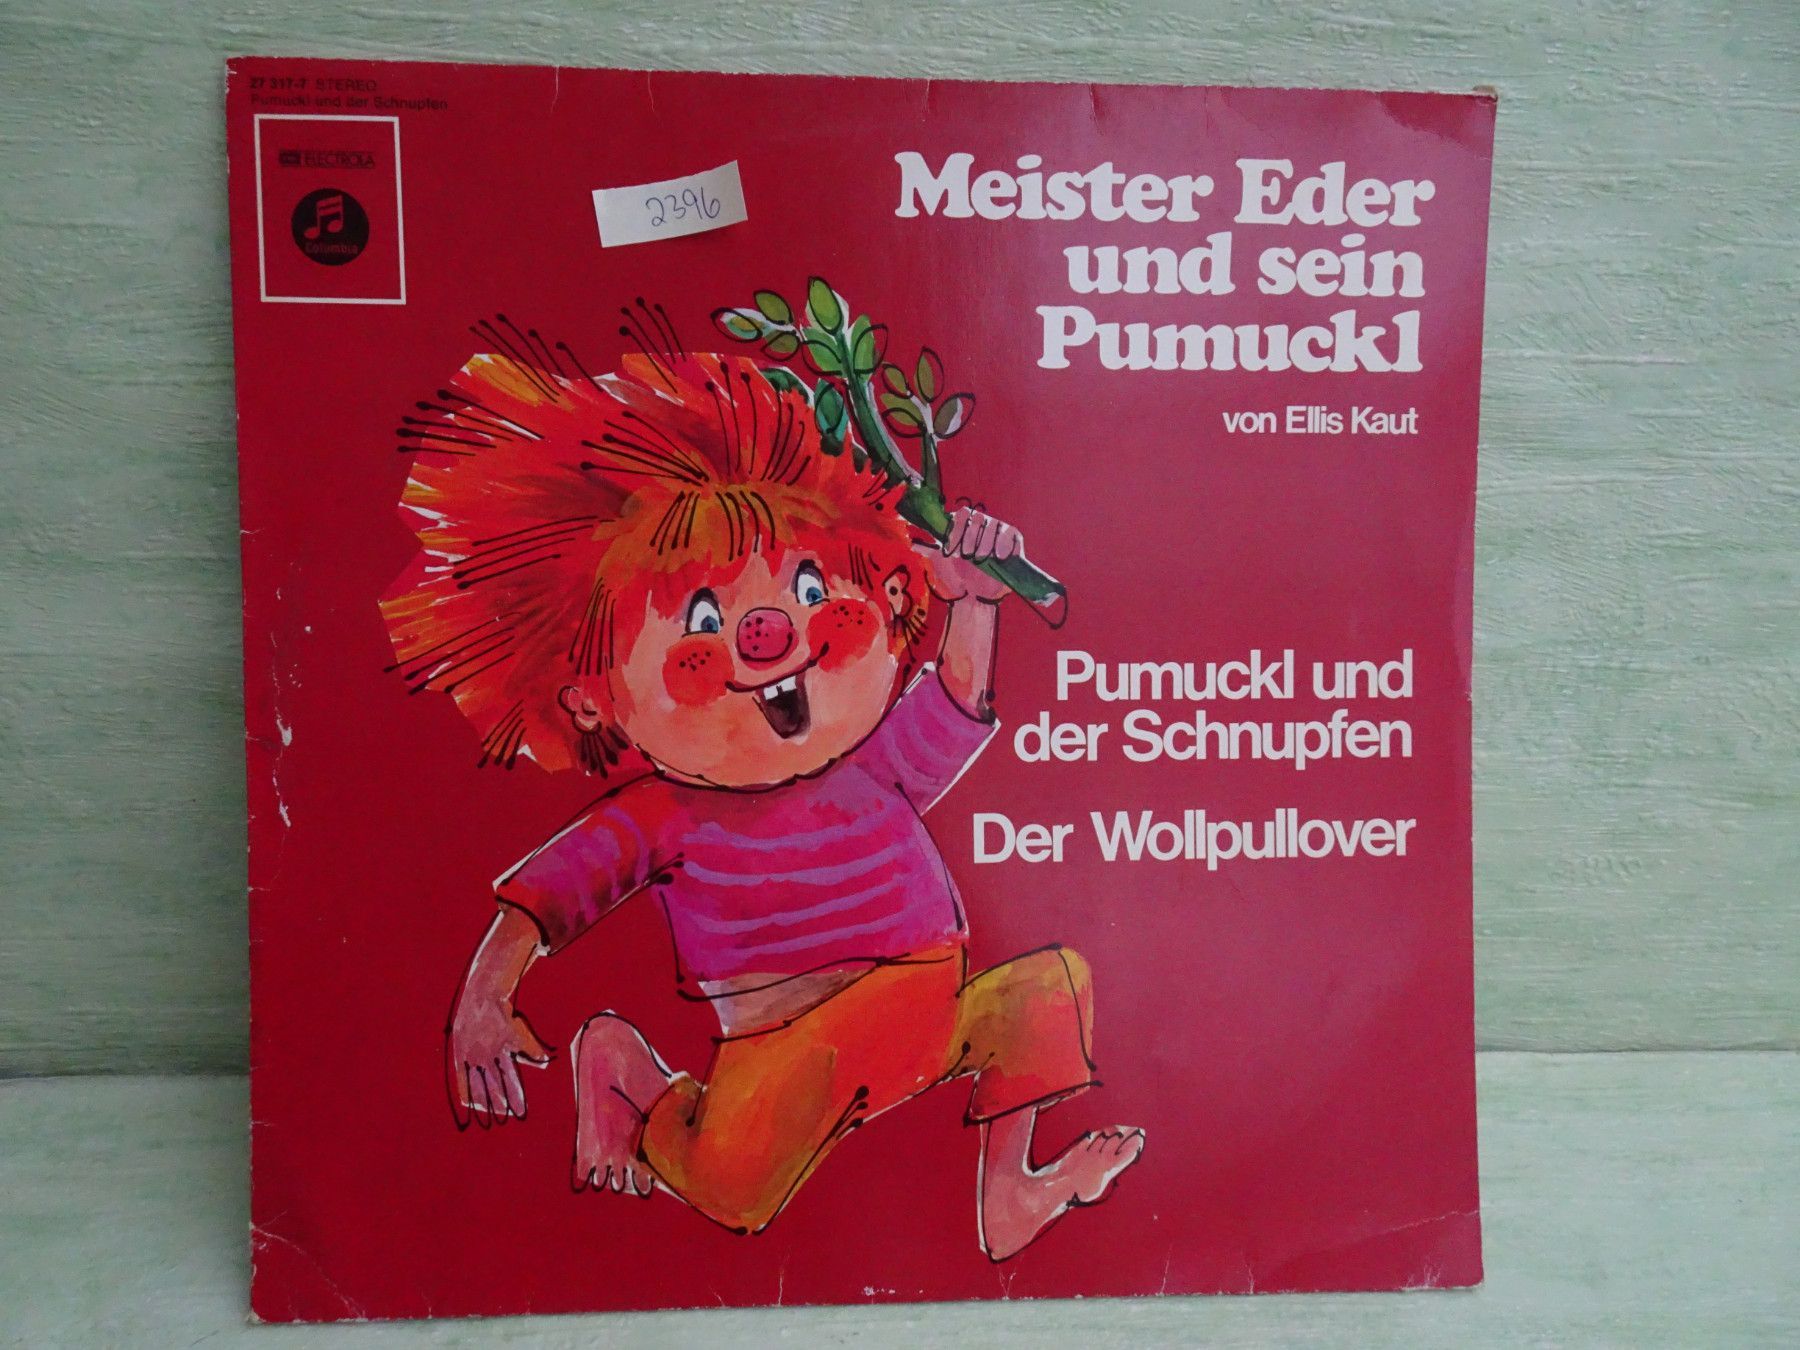 27 317-7 STEREO
Pumuckl und der Schnupfen
EMI ELECTROLA
Columbia
2396
Meister Eder
und sein
Pumuckl
von Ellis Kaut
Pumuckl und
der Schnupfen
Der Wollpullover